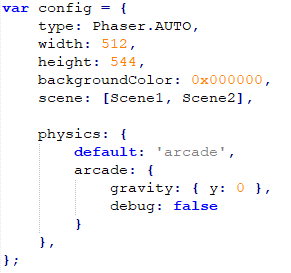 var config = {
    type: Phaser.AUTO,
    width: 512,
    height: 544,
    backgroundColor: 0x000000,
    scene: [Scene1, Scene2],

    physics: {
        default: 'arcade',
        arcade: {
            gravity: { y: 0 },
            debug: false
        }
    },
};